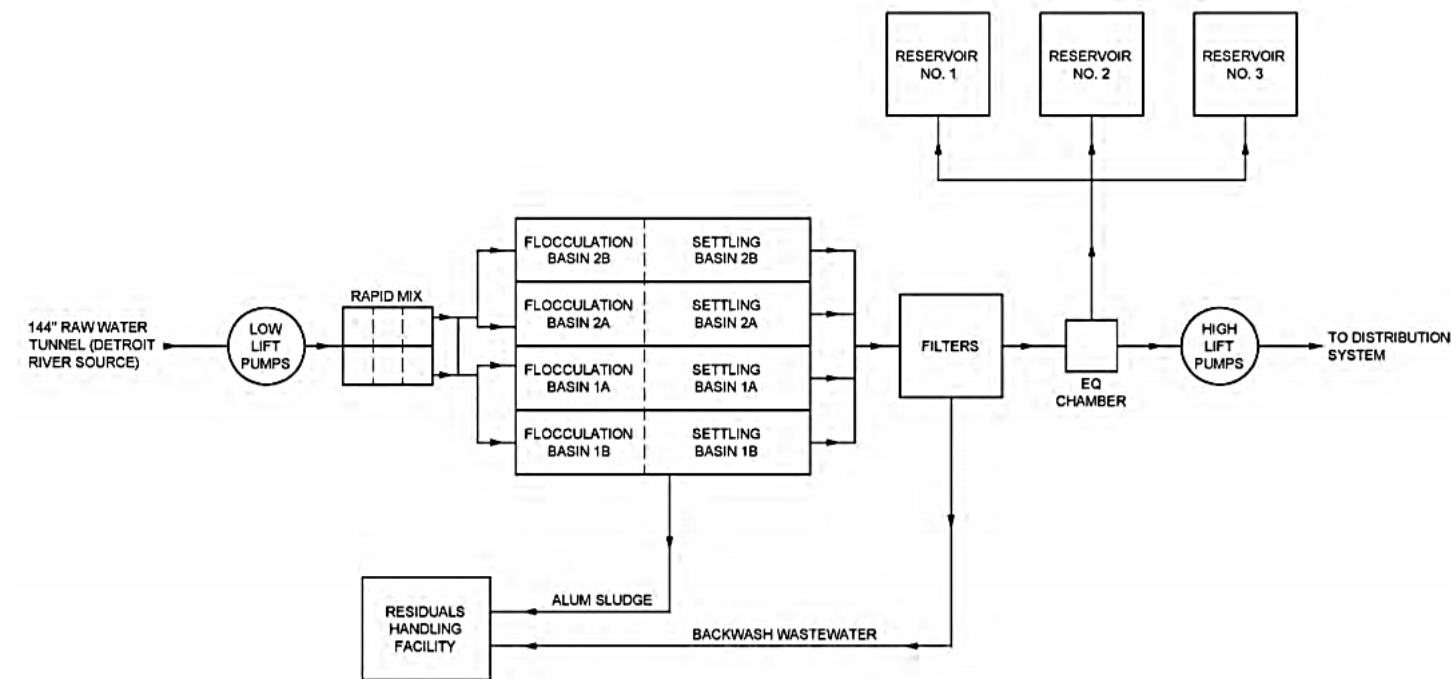 RESERVOIR
NO. 1
RESERVOIR
NO. 2
RESERVOIR
NO. 3
144" RAW WATER
TUNNEL (DETROIT
RIVER SOURCE)
LOW
LIFT
PUMPS
RAPID MIX
FLOCCULATION
BASIN 2B
SETTLING
BASIN 2B
FLOCCULATION
BASIN 2A
SETTLING
BASIN 2A
FLOCCULATION
BASIN 1A
SETTLING
BASIN 1A
FLOCCULATION
BASIN 1B
SETTLING
BASIN 1B
FILTERS
EQ
CHAMBER
HIGH
LIFT
PUMPS
TO DISTRIBUTION
SYSTEM
RESIDUALS
HANDLING
FACILITY
ALUM SLUDGE
BACKWASH WASTEWATER